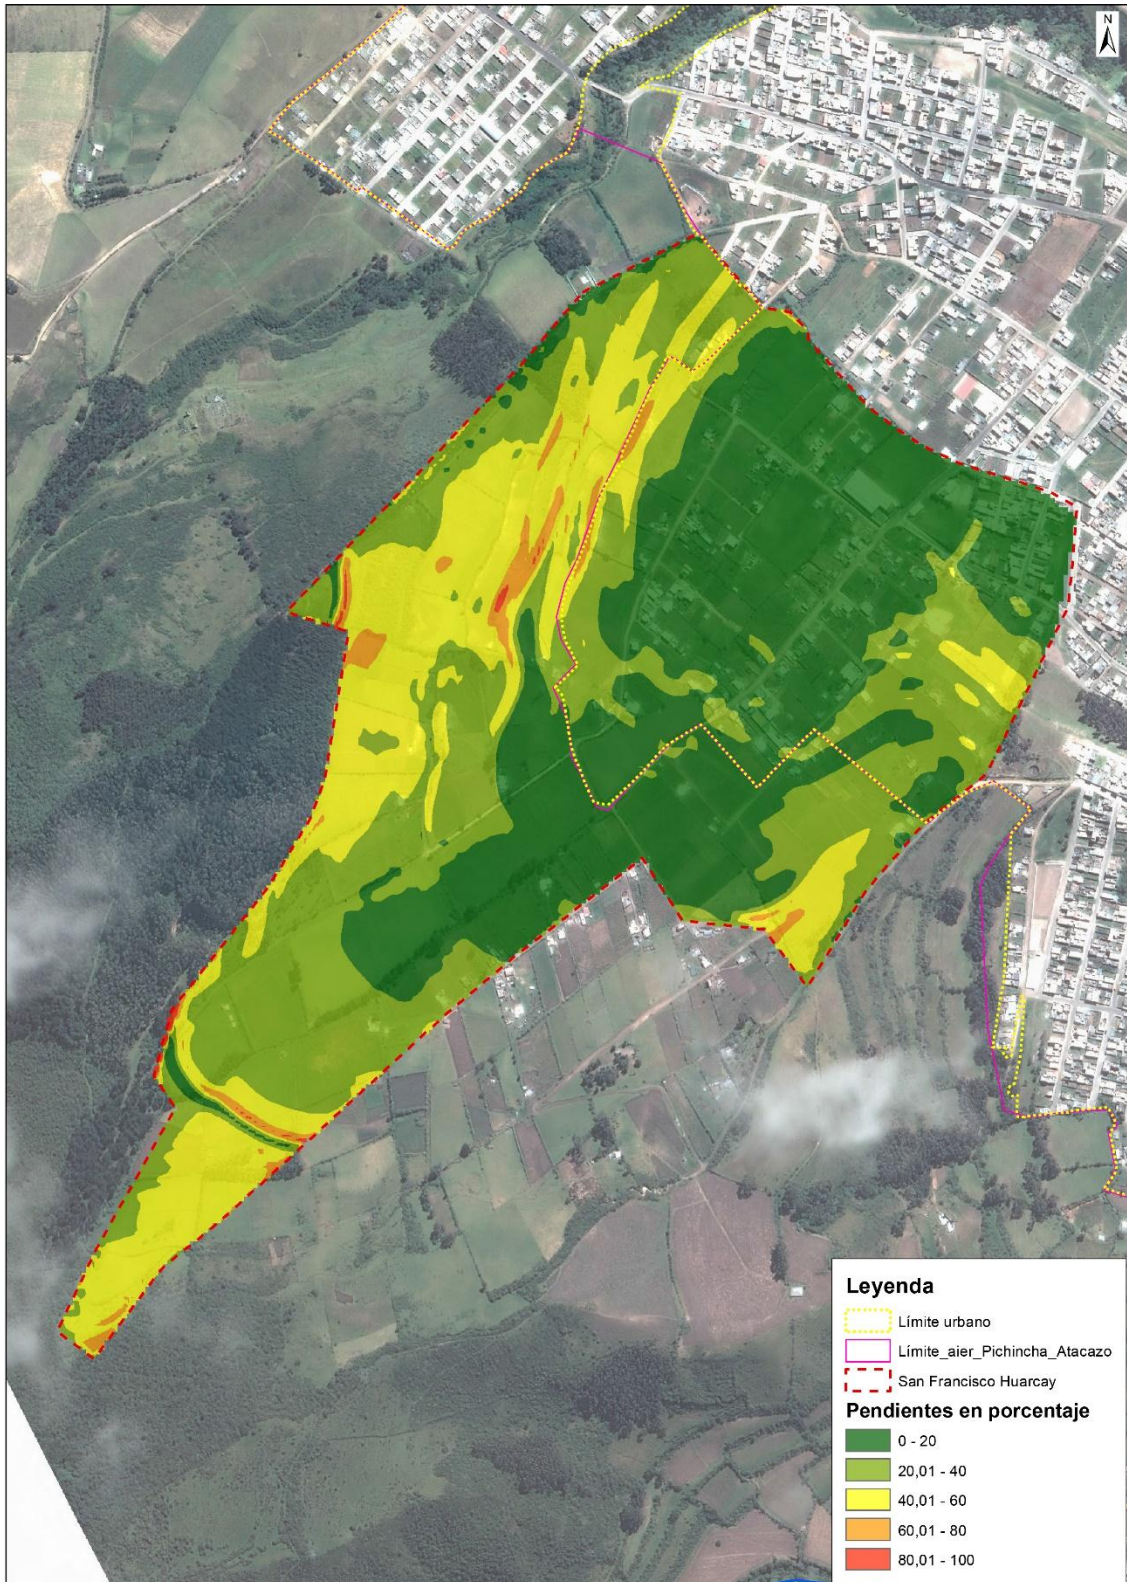 N
Leyenda
Límite urbano
Límite_aier_Pichincha_Atacazo
San Francisco Huarcay
Pendientes en porcentaje
0 - 20
20,01 - 40
40,01 - 60
60,01 - 80
80,01 - 100